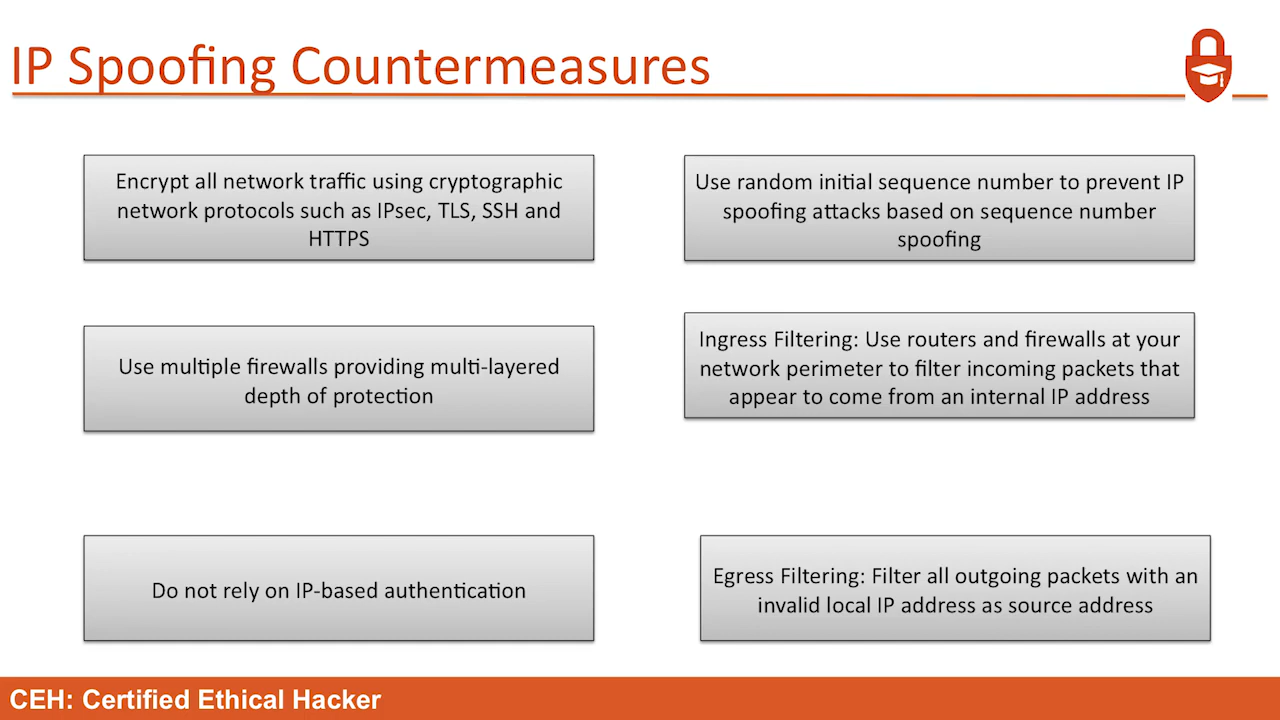 IP Spoofing Countermeasures
Encrypt all network traffic using cryptographic
network protocols such as IPsec, TLS, SSH and
HTTPS
Use random initial sequence number to prevent IP
spoofing attacks based on sequence number
spoofing
Use multiple firewalls providing multi-layered
depth of protection
Ingress Filtering: Use routers and firewalls at your
network perimeter to filter incoming packets that
appear to come from an internal IP address
Do not rely on IP-based authentication
Egress Filtering: Filter all outgoing packets with an
invalid local IP address as source address
CEH: Certified Ethical Hacker